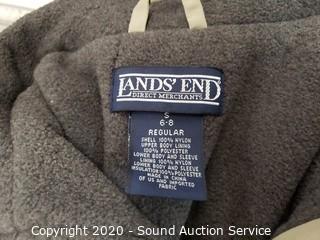 LANDS' END
DIRECT MERCHANTS
S
6-8
REGULAR
SHELL 100% NYLON
UPPER BODY LINING
100% POLYESTER
LOWER BODY AND SLEEVE
LINING 100% NYLON
LOWER BODY AND SLEEVE
INSULATION 100% POLYESTER
MADE IN CHINA
OF US AND IMPORTED
FABRIC
Copyright 2020 - Sound Auction Service